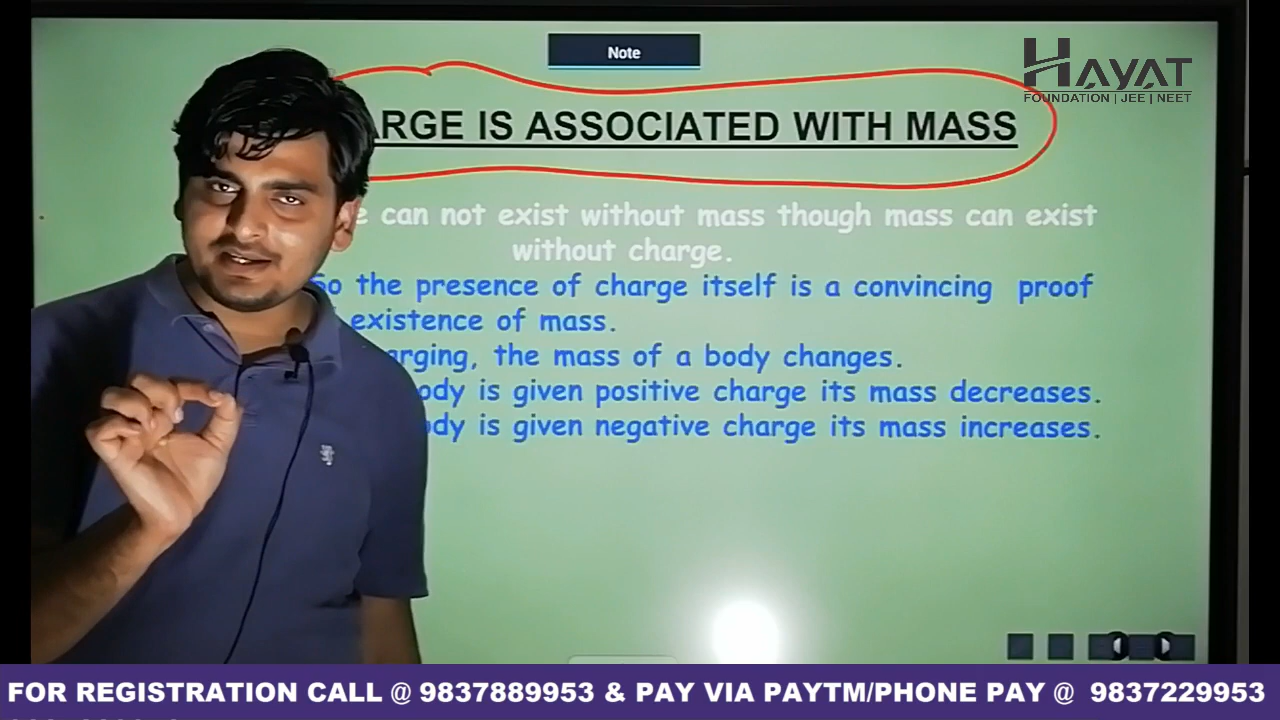 Note
HAYAT
FOUNDATION | JEE | NEET
ARGE IS ASSOCIATED WITH MASS
e can not exist without mass though mass can exist
without charge.
So the presence of charge itself is a convincing proof
existence of mass.
arging, the mass of a body changes.
ody is given positive charge its mass decreases.
ody is given negative charge its mass increases.
FOR REGISTRATION CALL @ 9837889953 & PAY VIA PAYTM/PHONE PAY @ 9837229953